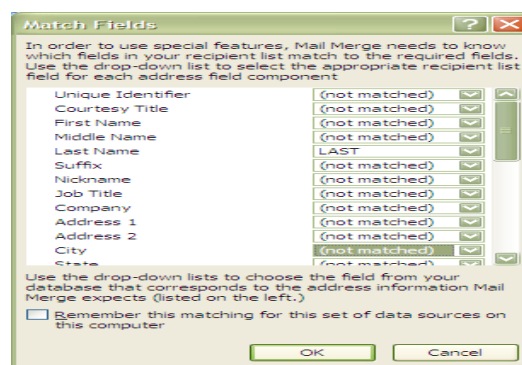 Match Fields
In order to use special features, Mail Merge needs to know
which fields in your recipient list match to the required fields.
Use the drop-down list to select the appropriate recipient list
field for each address field component
Unique Identifier (not matched)
Courtesy Title (not matched)
First Name (not matched)
Middle Name (not matched)
Last Name LAST
Suffix (not matched)
Nickname (not matched)
Job Title (not matched)
Company (not matched)
Address 1 (not matched)
Address 2 (not matched)
City (not matched)
State (not matched)
Use the drop-down lists to choose the field from your
database that corresponds to the address information Mail
Merge expects (listed on the left.)
Remember this matching for this set of data sources on
this computer
OK Cancel